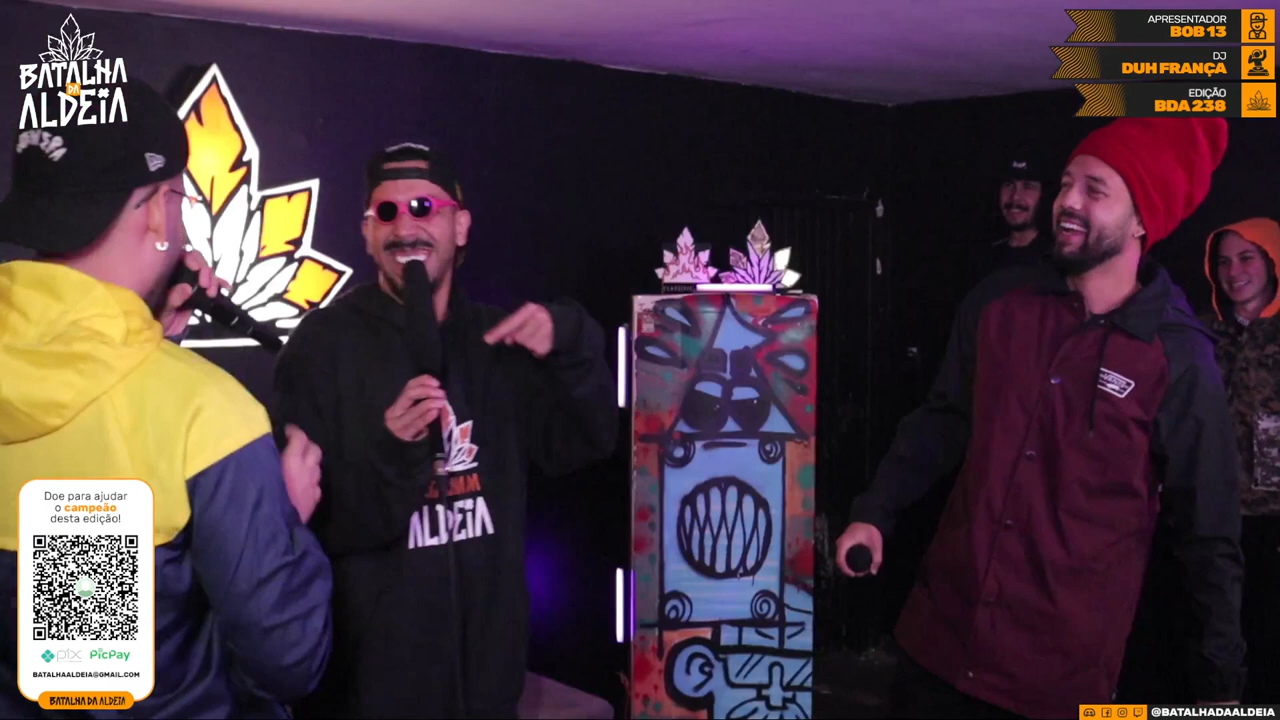 BATALHA
DA
ALDEIA
APRESENTADOR
BOB 13
DJ
DUH FRANÇA
EDIÇÃO
BDA 238
ALDEIA
Doe para ajudar
o campeão
desta edição!
pix PicPay
BATALHAALDEIA@GMAIL.COM
BATALHA DA ALDEIA
@BATALHADAALDEIA